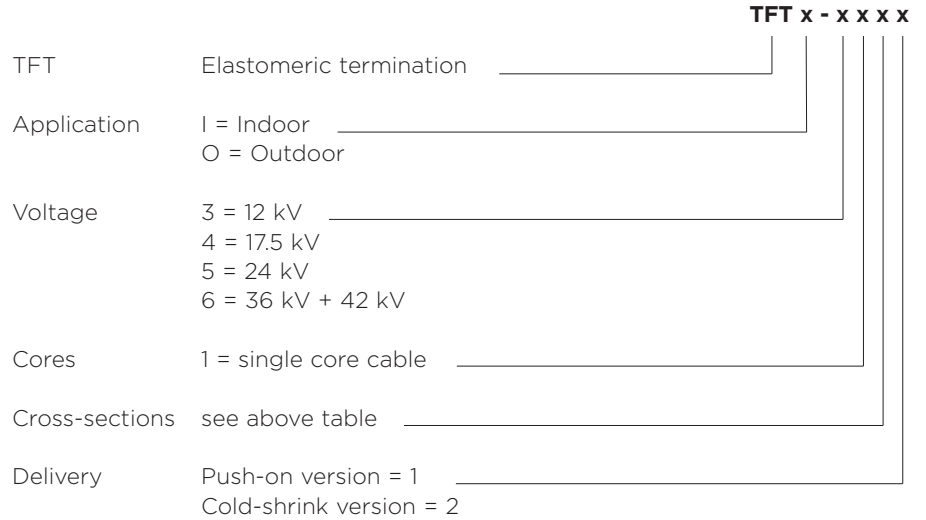 TFT x - x x x x
TFT Elastomeric termination
Application I = Indoor
O = Outdoor
Voltage 3 = 12 kV
4 = 17.5 kV
5 = 24 kV
6 = 36 kV + 42 kV
Cores 1 = single core cable
Cross-sections see above table
Delivery Push-on version = 1
Cold-shrink version = 2